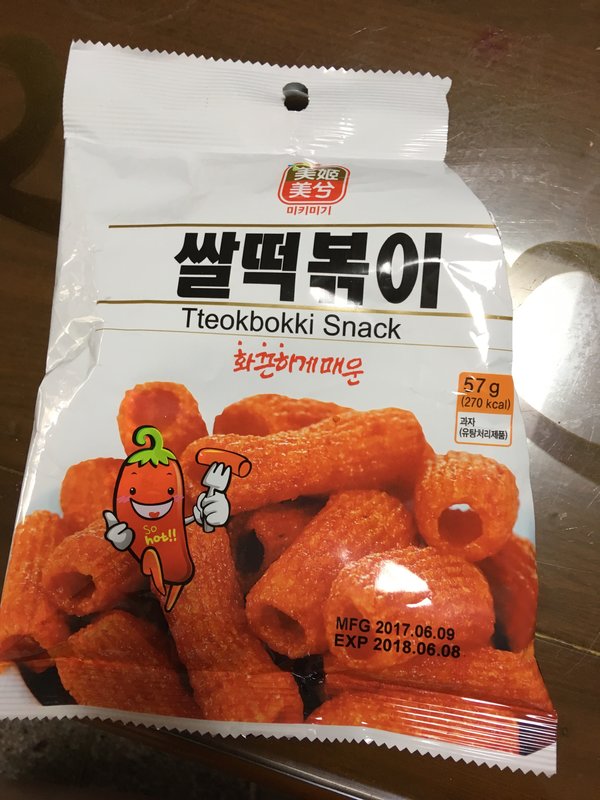 美姬
美兮
미키미기
쌀떡볶이
Tteokbokki Snack
화끈하게매운
57 g
(270 kcal)
과자
(유탕처리제품)
So
hot!!
MFG 2017.06.09
EXP 2018.06.08